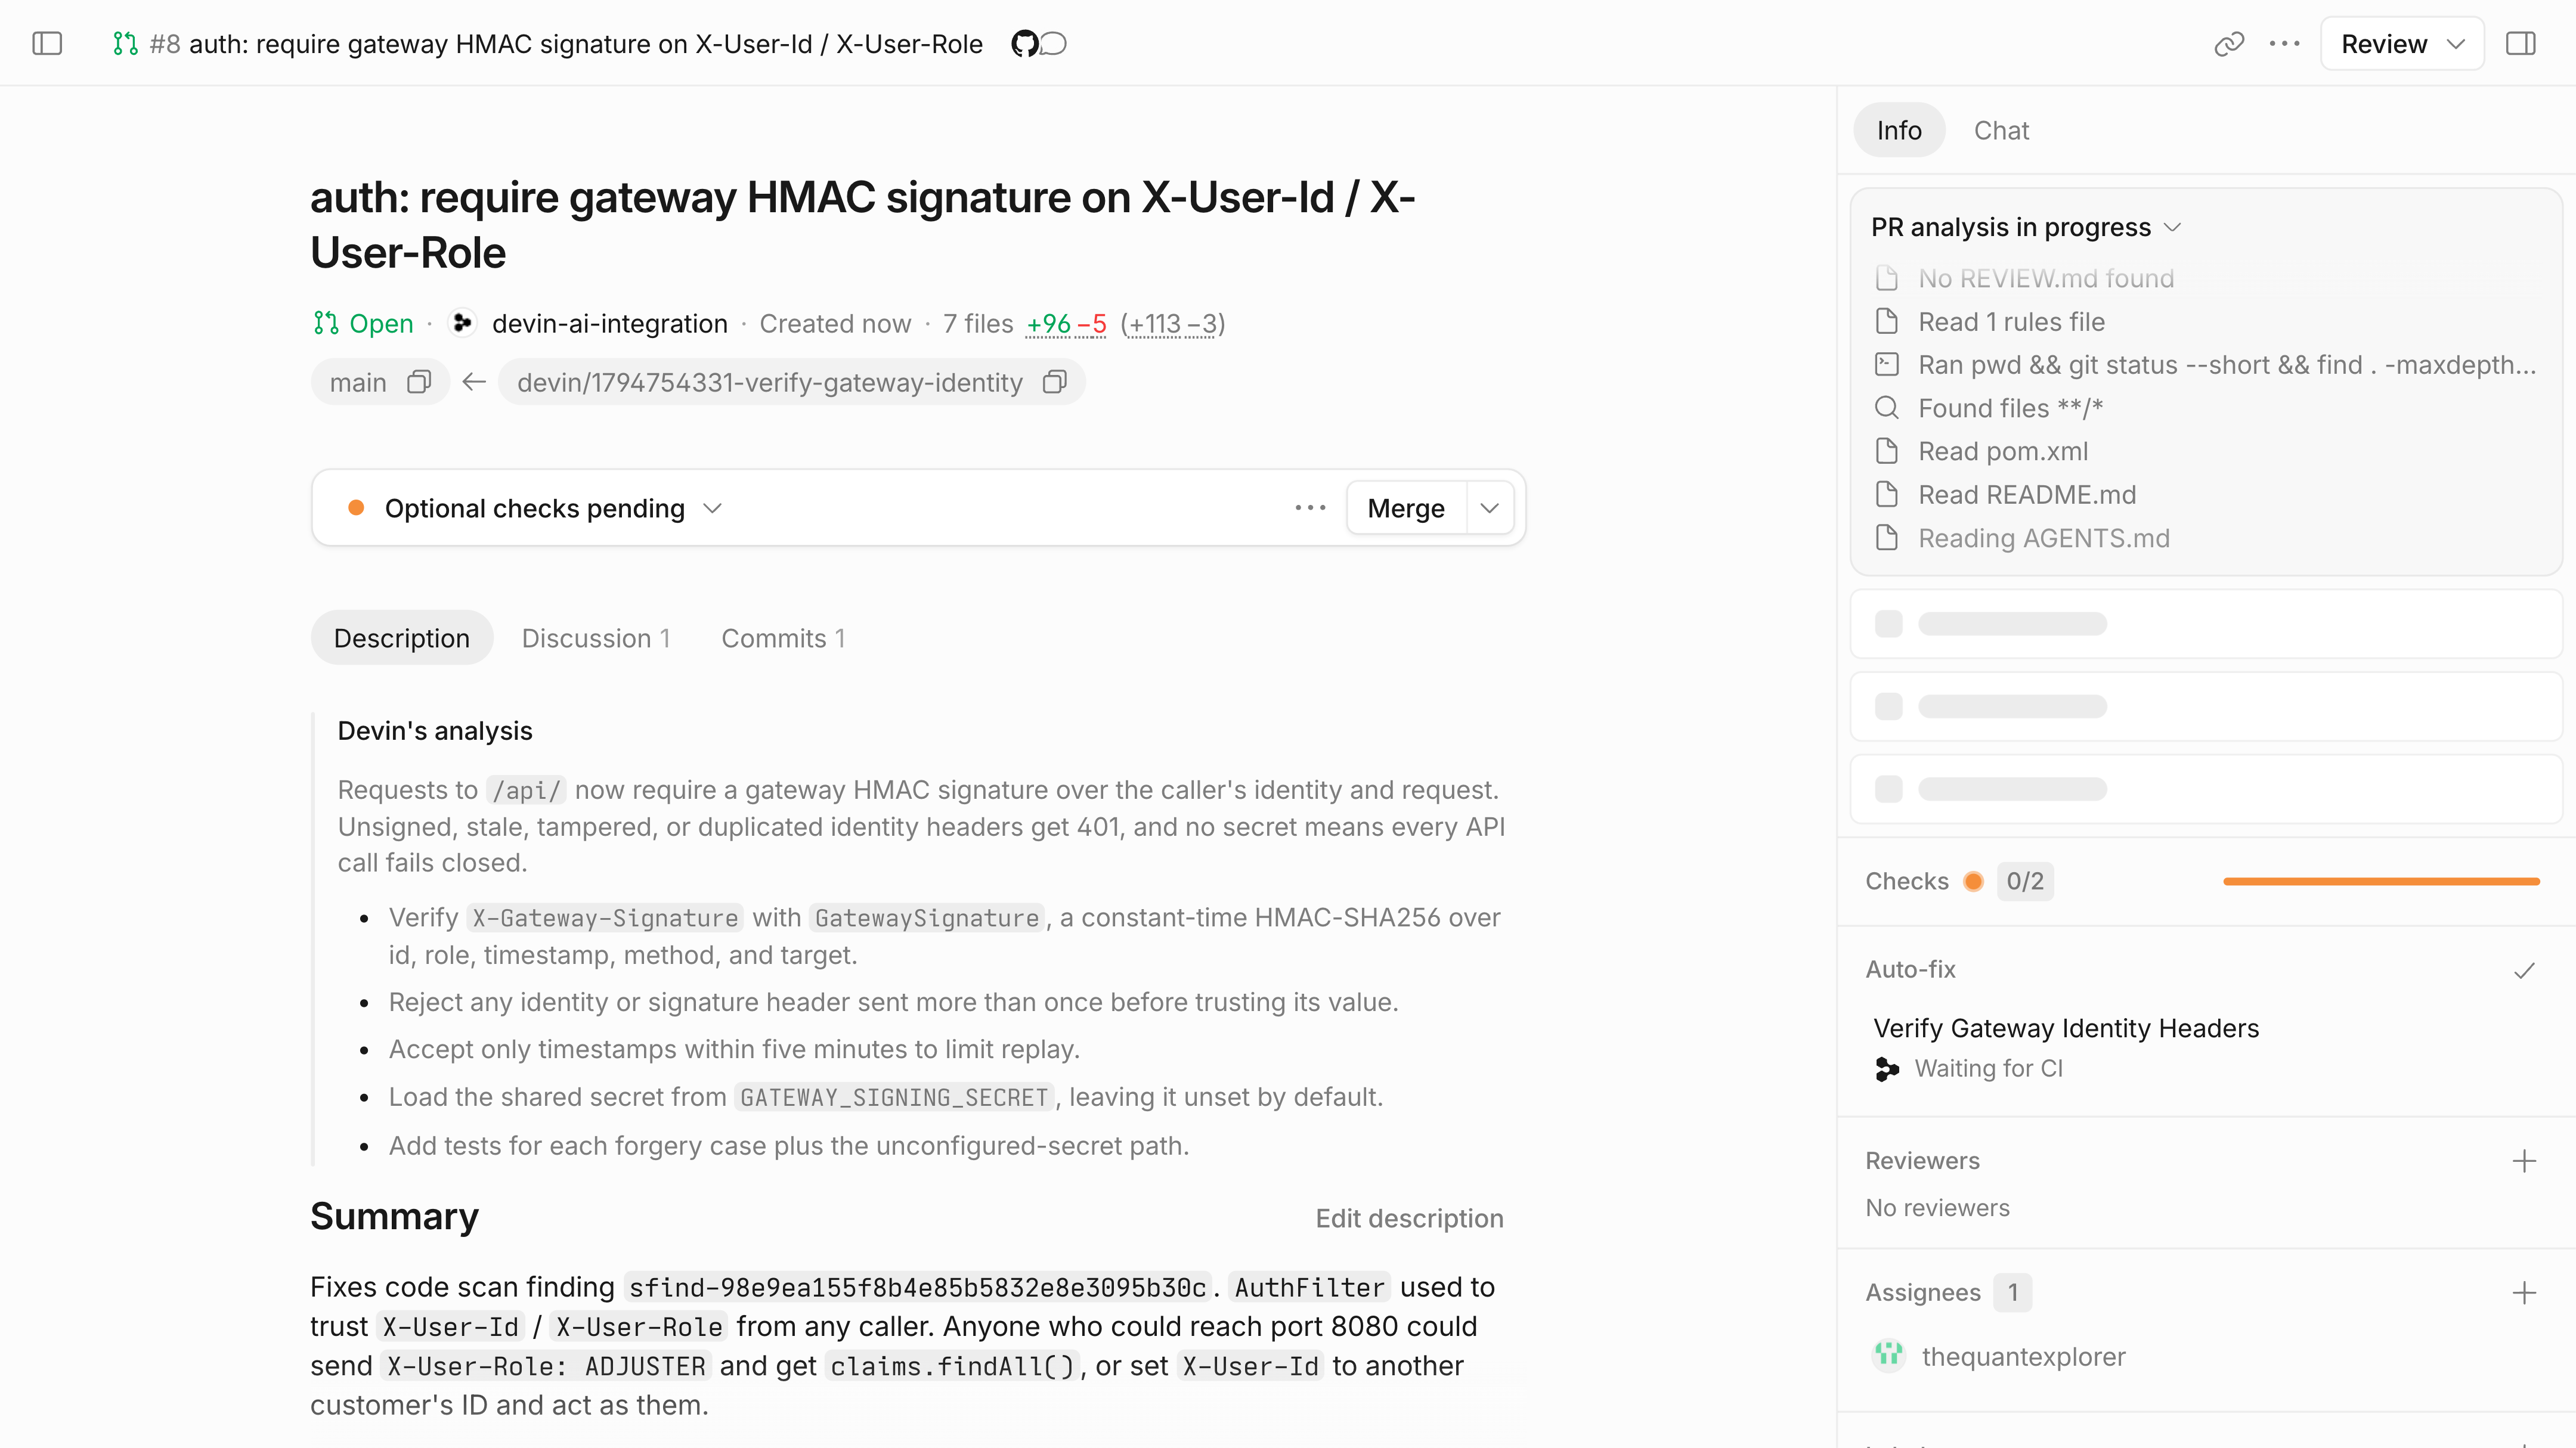 #8 auth: require gateway HMAC signature on X-User-Id / X-User-Role
Review
auth: require gateway HMAC signature on X-User-Id / X-
User-Role
Open · devin-ai-integration · Created now · 7 files +96 −5 (+113 −3)
main ← devin/1794754331-verify-gateway-identity
Optional checks pending
Merge
Description Discussion 1 Commits 1
Devin's analysis
Requests to /api/ now require a gateway HMAC signature over the caller's identity and request.
Unsigned, stale, tampered, or duplicated identity headers get 401, and no secret means every API
call fails closed.
• Verify X-Gateway-Signature with GatewaySignature, a constant-time HMAC-SHA256 over
id, role, timestamp, method, and target.
• Reject any identity or signature header sent more than once before trusting its value.
• Accept only timestamps within five minutes to limit replay.
• Load the shared secret from GATEWAY_SIGNING_SECRET, leaving it unset by default.
• Add tests for each forgery case plus the unconfigured-secret path.
Summary
Edit description
Fixes code scan finding sfind-98e9ea155f8b4e85b5832e8e3095b30c. AuthFilter used to
trust X-User-Id / X-User-Role from any caller. Anyone who could reach port 8080 could
send X-User-Role: ADJUSTER and get claims.findAll(), or set X-User-Id to another
customer's ID and act as them.
Info Chat
PR analysis in progress
No REVIEW.md found
Read 1 rules file
Ran pwd && git status --short && find . -maxdepth...
Found files **/*
Read pom.xml
Read README.md
Reading AGENTS.md
Checks 0/2
Auto-fix
Verify Gateway Identity Headers
Waiting for CI
Reviewers
No reviewers
Assignees 1
thequantexplorer